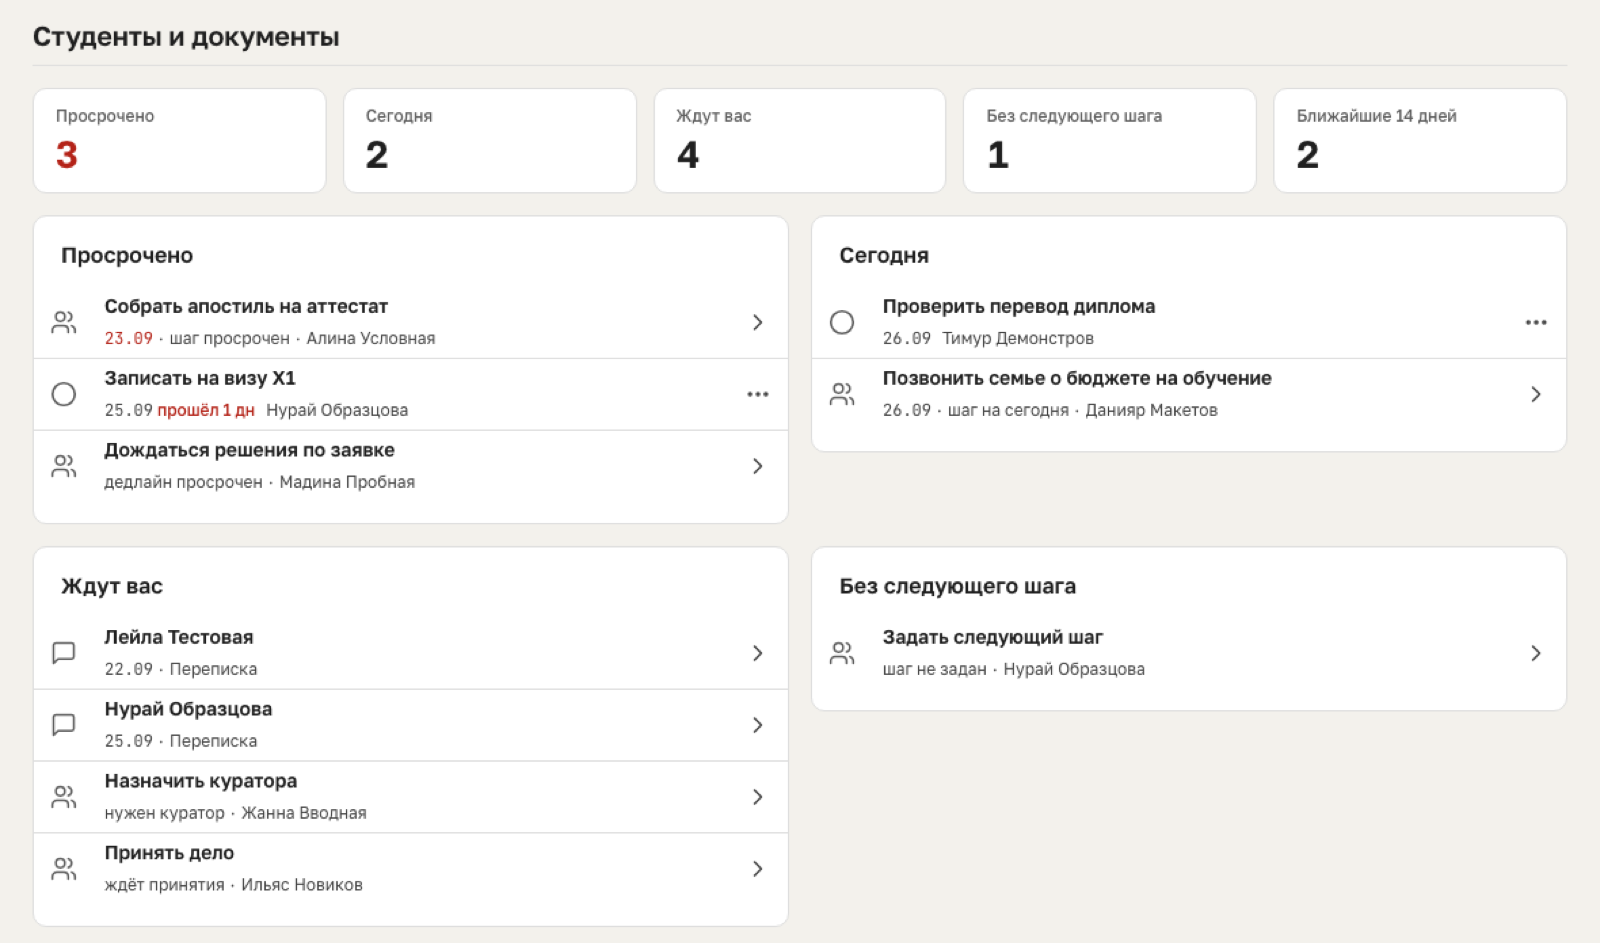 Студенты и документы
Просрочено
3
Сегодня
2
Ждут вас
4
Без следующего шага
1
Ближайшие 14 дней
2
Просрочено
Собрать апостиль на аттестат
23.09 · шаг просрочен · Алина Условная
Записать на визу X1
25.09 прошёл 1 дн Нурай Образцова
Дождаться решения по заявке
дедлайн просрочен · Мадина Пробная
Сегодня
Проверить перевод диплома
26.09 Тимур Демонстров
Позвонить семье о бюджете на обучение
26.09 · шаг на сегодня · Данияр Макетов
Ждут вас
Лейла Тестовая
22.09 · Переписка
Нурай Образцова
25.09 · Переписка
Назначить куратора
нужен куратор · Жанна Вводная
Принять дело
ждёт принятия · Ильяс Новиков
Без следующего шага
Задать следующий шаг
шаг не задан · Нурай Образцова